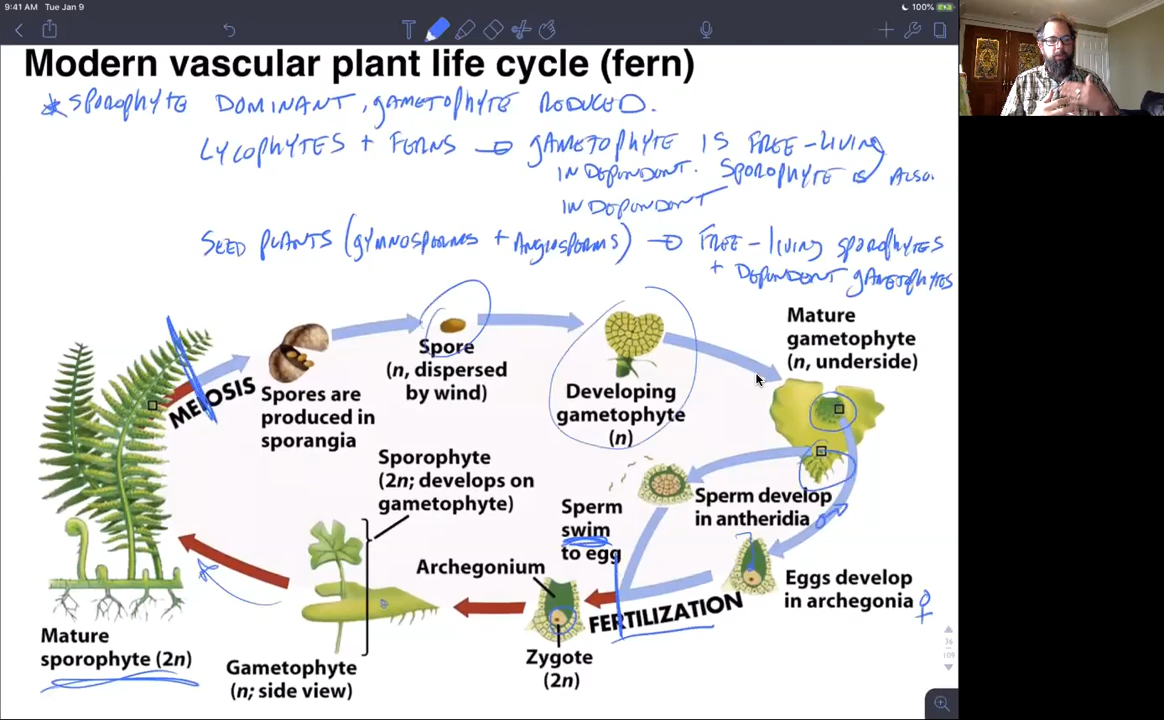 9:41 AM Tue Jan 9
100%
Modern vascular plant life cycle (fern)
* SPOROPHYTE DOMINANT, GAMETOPHYTE REDUCED.
LYCOPHYTES + FERNS → GAMETOPHYTE IS FREE-LIVING
INDEPENDENT. SPOROPHYTE IS ALSO.
INDEPENDENT
SEED PLANTS (GYMNOSPERMS + ANGIOSPERMS) → FREE-LIVING SPOROPHYTES
+ DEPENDENT GAMETOPHYTES
MEIOSIS
Spores are
produced in
sporangia
Spore
(n, dispersed
by wind)
Developing
gametophyte
(n)
Mature
gametophyte
(n, underside)
Sperm develop
in antheridia ♂
Sperm
swim
to egg
Eggs develop
in archegonia ♀
FERTILIZATION
Archegonium
Zygote
(2n)
Sporophyte
(2n; develops on
gametophyte)
Gametophyte
(n; side view)
Mature
sporophyte (2n)
36
109